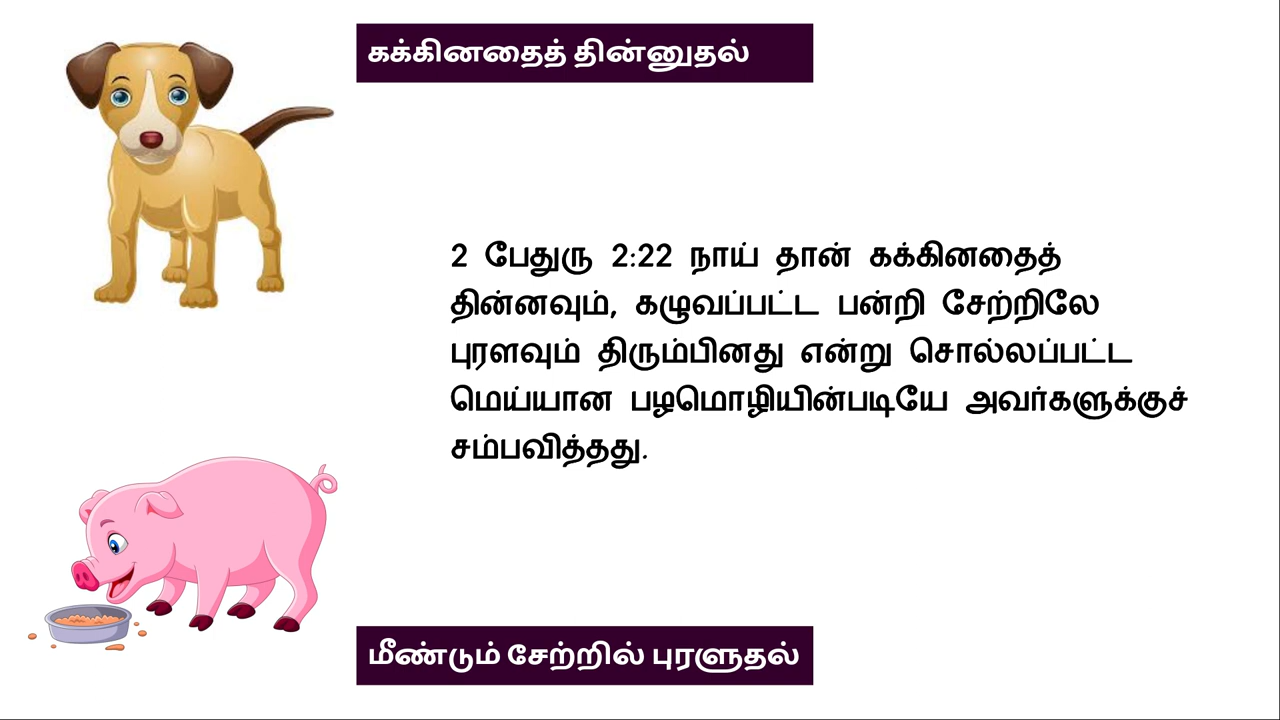 கக்கினதைத் தின்னுதல்
2 பேதுரு 2:22 நாய் தான் கக்கினதைத்
தின்னவும், கழுவப்பட்ட பன்றி சேற்றிலே
புரளவும் திரும்பினது என்று சொல்லப்பட்ட
மெய்யான பழமொழியின்படியே அவர்களுக்குச்
சம்பவித்தது.
மீண்டும் சேற்றில் புரளுதல்